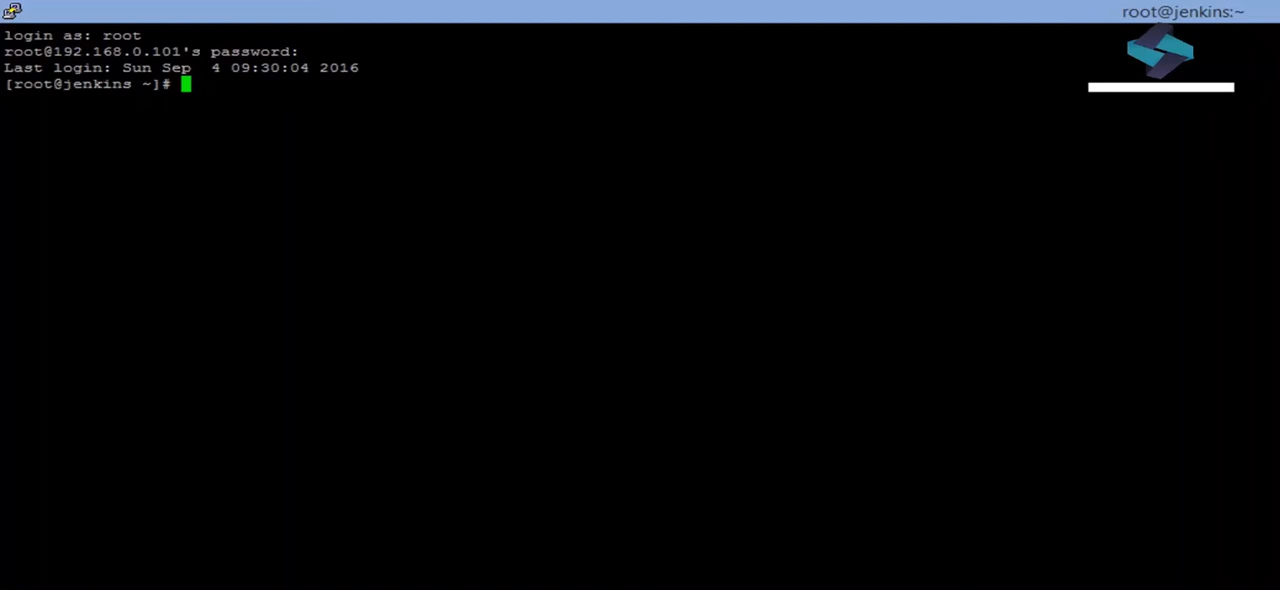 root@jenkins:~
login as: root
root@192.168.0.101's password:
Last login: Sun Sep  4 09:30:04 2016
[root@jenkins ~]#